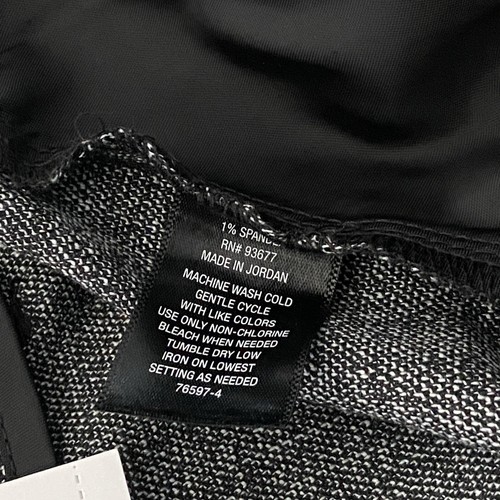 1% SPAND
RN# 93677
MADE IN JORDAN
MACHINE WASH COLD
GENTLE CYCLE
WITH LIKE COLORS
USE ONLY NON-CHLORINE
BLEACH WHEN NEEDED
TUMBLE DRY LOW
IRON ON LOWEST
SETTING AS NEEDED
76597-4